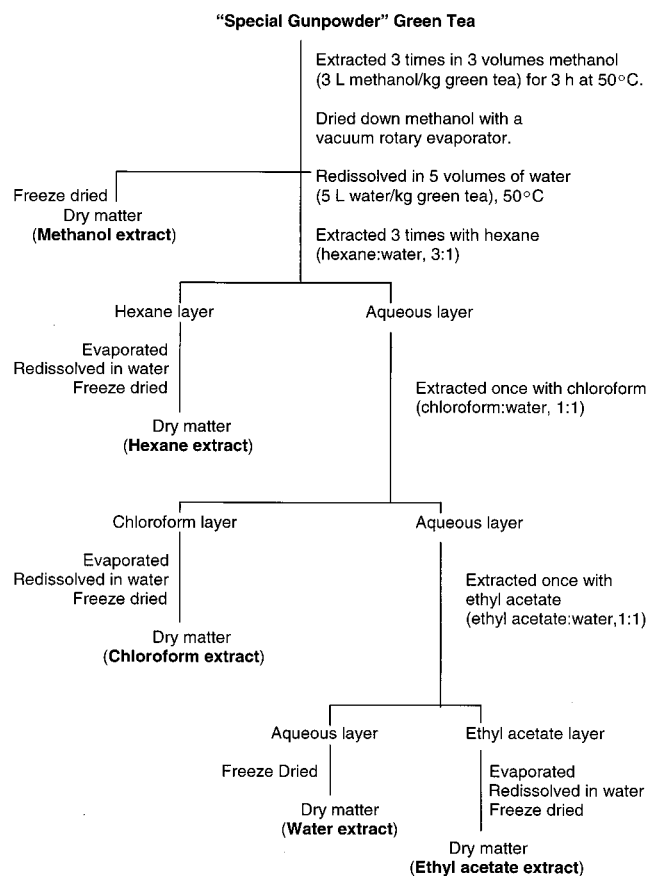 “Special Gunpowder” Green Tea
Extracted 3 times in 3 volumes methanol
(3 L methanol/kg green tea) for 3 h at 50°C.
Dried down methanol with a
vacuum rotary evaporator.
Redissolved in 5 volumes of water
(5 L water/kg green tea), 50°C
Freeze dried
Dry matter
(Methanol extract)
Extracted 3 times with hexane
(hexane:water, 3:1)
Hexane layer
Aqueous layer
Evaporated
Redissolved in water
Freeze dried
Extracted once with chloroform
(chloroform:water, 1:1)
Dry matter
(Hexane extract)
Chloroform layer
Aqueous layer
Evaporated
Redissolved in water
Freeze dried
Extracted once with
ethyl acetate
(ethyl acetate:water,1:1)
Dry matter
(Chloroform extract)
Aqueous layer
Ethyl acetate layer
Freeze Dried
Evaporated
Redissolved in water
Freeze dried
Dry matter
(Water extract)
Dry matter
(Ethyl acetate extract)